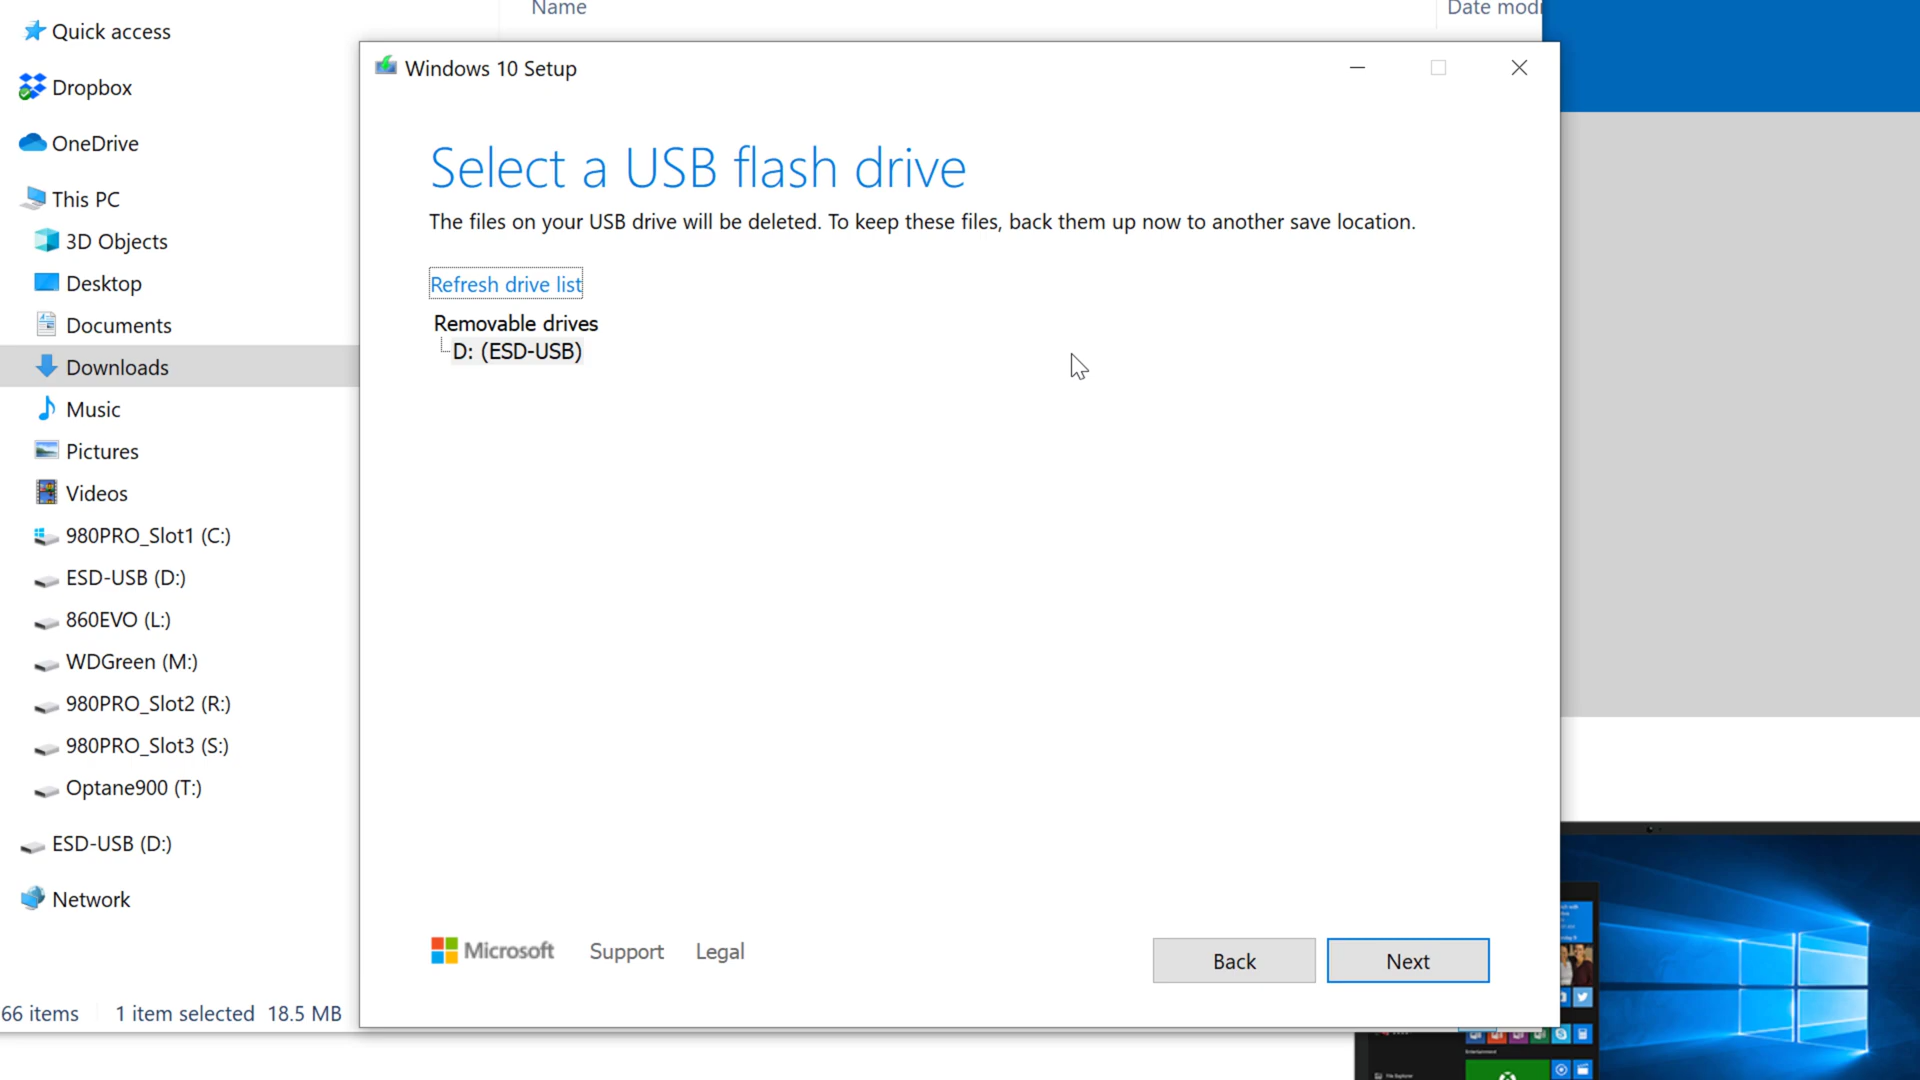 Name
Date modi
Quick access
Dropbox
OneDrive
This PC
3D Objects
Desktop
Documents
Downloads
Music
Pictures
Videos
980PRO_Slot1 (C:)
ESD-USB (D:)
860EVO (L:)
WDGreen (M:)
980PRO_Slot2 (R:)
980PRO_Slot3 (S:)
Optane900 (T:)
ESD-USB (D:)
Network
66 items 1 item selected 18.5 MB
Windows 10 Setup
Select a USB flash drive
The files on your USB drive will be deleted. To keep these files, back them up now to another save location.
Refresh drive list
Removable drives
D: (ESD-USB)
Microsoft Support Legal
Back
Next
File Explorer